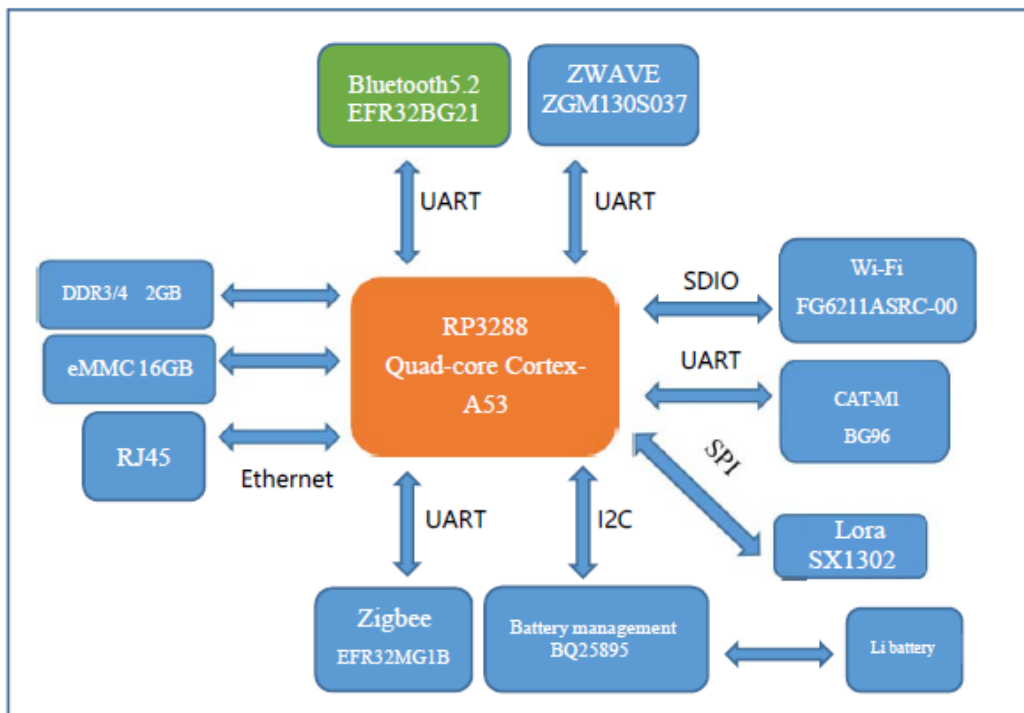 Bluetooth5.2
EFR32BG21
ZWAVE
ZGM130S037
UART
UART
DDR3/4 2GB
eMMC 16GB
RJ45
Ethernet
RP3288
Quad-core Cortex-
A53
SDIO
Wi-Fi
FG6211ASRC-00
UART
CAT-M1
BG96
SPI
Lora
SX1302
UART
I2C
Zigbee
EFR32MG1B
Battery management
BQ25895
Li battery